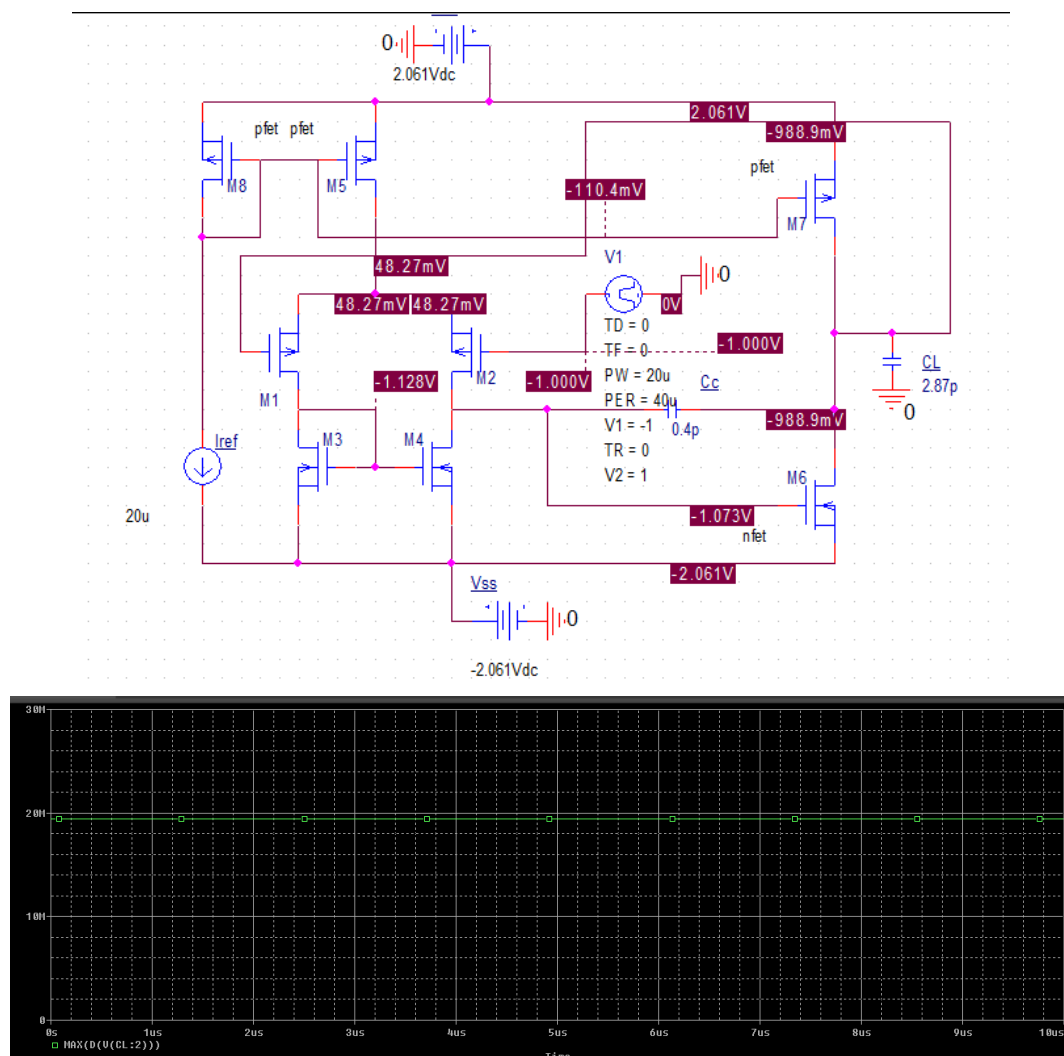 0
2.061Vdc
2.061V
-988.9mV
pfet pfet
pfet
M8
M5
-110.4mV
M7
V1
48.27mV
0
0V
48.27mV
48.27mV
TD = 0
TF = 0
-1.000V
-1.128V
-1.000V
PW = 20u
CL
M2
Cc
2.87p
M1
PER = 40u
0
V1 = -1
0.4p
-988.9mV
Iref
M3
M4
TR = 0
V2 = 1
M6
20u
-1.073V
nfet
-2.061V
Vss
0
-2.061Vdc
30M
20M
10M
0
0s 1us 2us 3us 4us 5us 6us 7us 8us 9us 10us
MAX(D(V(CL:2)))